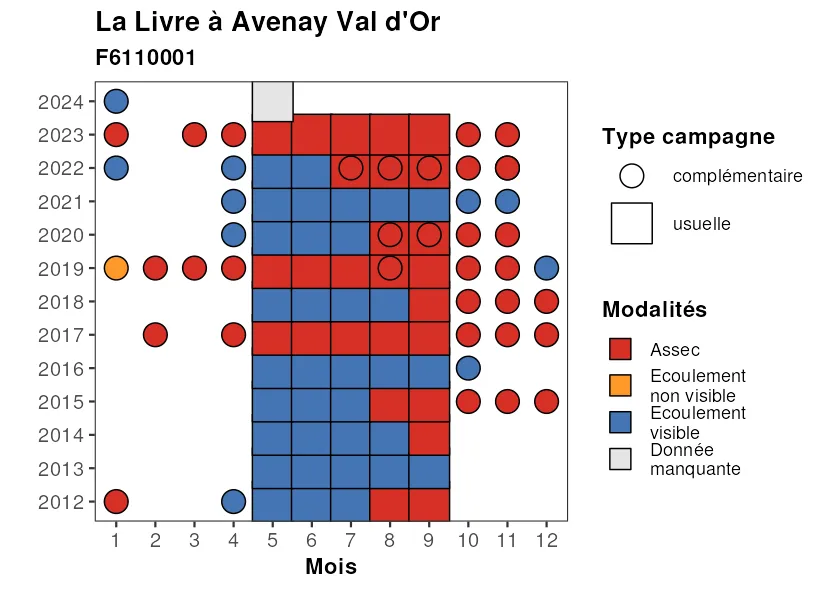 La Livre à Avenay Val d'Or
F6110001
2024
2023
2022
2021
2020
2019
2018
2017
2016
2015
2014
2013
2012
1 2 3 4 5 6 7 8 9 10 11 12
Mois
Type campagne
complémentaire
usuelle
Modalités
Assec
Ecoulement
non visible
Ecoulement
visible
Donnée
manquante